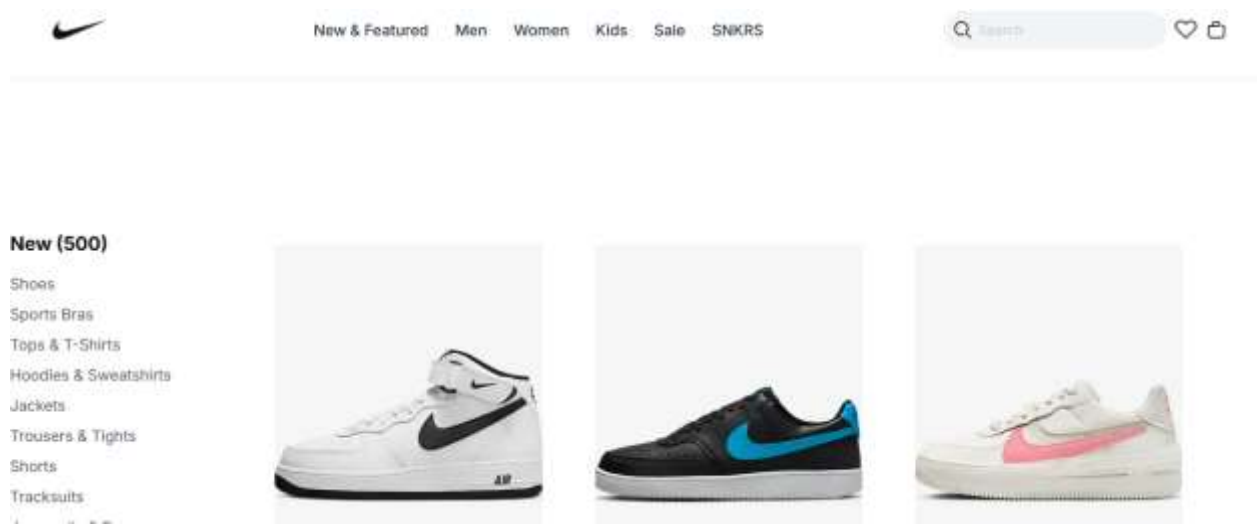 New & Featured Men Women Kids Sale SNKRS
Search
New (500)
Shoes
Sports Bras
Tops & T-Shirts
Hoodies & Sweatshirts
Jackets
Trousers & Tights
Shorts
Tracksuits
AIR